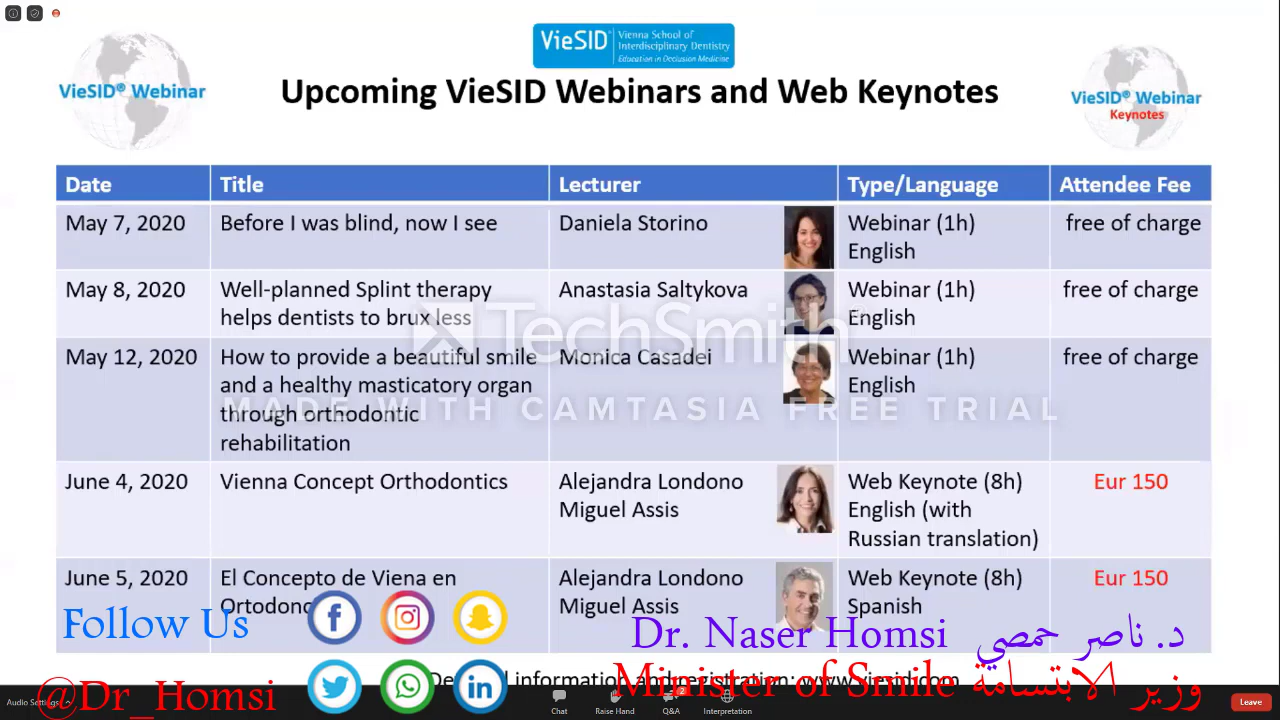 VieSID® Webinar
VieSID® Vienna School of
Interdisciplinary Dentistry
Education in Occlusion Medicine
Upcoming VieSID Webinars and Web Keynotes
VieSID® Webinar
Keynotes
Date Title Lecturer Type/Language Attendee Fee
May 7, 2020 Before I was blind, now I see Daniela Storino Webinar (1h) free of charge
English
May 8, 2020 Well-planned Splint therapy Anastasia Saltykova Webinar (1h) free of charge
helps dentists to brux less English
TechSmith
May 12, 2020 How to provide a beautiful smile Monica Casadei Webinar (1h) free of charge
and a healthy masticatory organ English
MADE WITH CAMTASIA FREE TRIAL
through orthodontic
rehabilitation
June 4, 2020 Vienna Concept Orthodontics Alejandra Londono Web Keynote (8h) Eur 150
Miguel Assis English (with
Russian translation)
June 5, 2020 El Concepto de Viena en Alejandra Londono Web Keynote (8h) Eur 150
Miguel Assis Spanish
Follow Us
Dr. Naser Homsi د. ناصر حمصي
information and registration: www.viesid.com
Minister of Smile وزير الابتسامة
@Dr_Homsi
Audio Settings Chat Raise Hand Q&A 2 Interpretation Leave